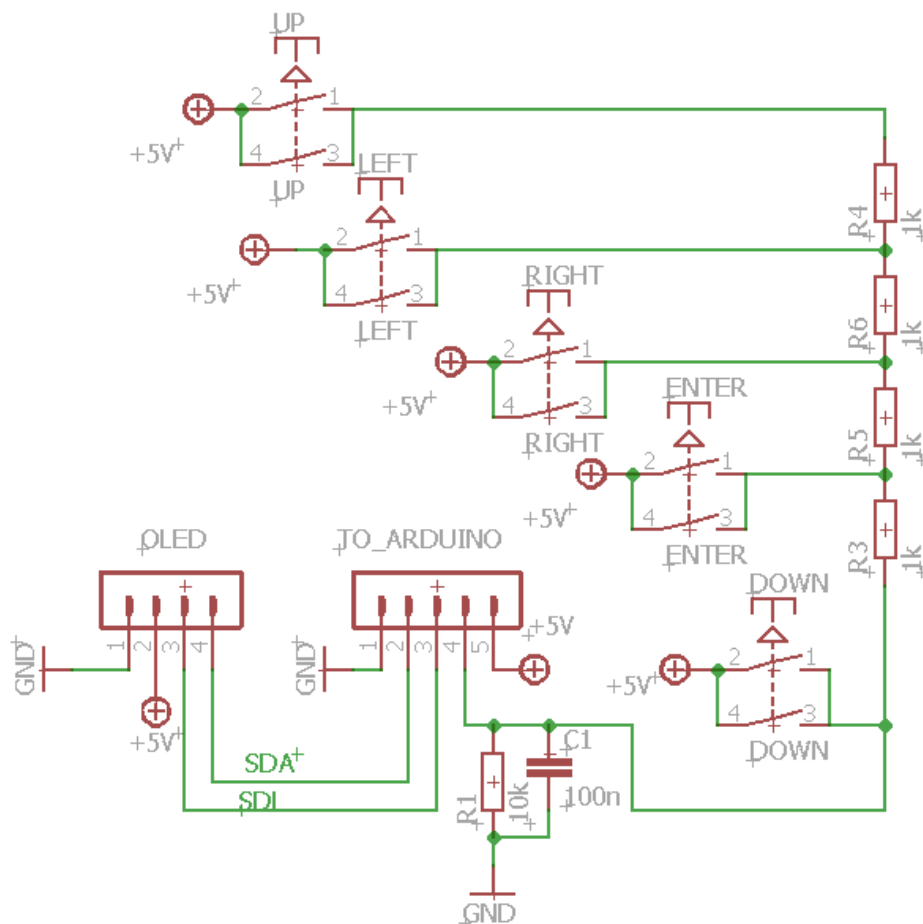 UP
2 1
+5V
4 3
UP
LEFT
R4
1k
2 1
+5V
4 3
LEFT
RIGHT
R6
1k
2 1
+5V
4 3
RIGHT
ENTER
R5
1k
2 1
+5V
4 3
ENTER
R3
1k
OLED
TO_ARDUINO
DOWN
1 2 3 4
1 2 3 4 5
+5V
GND
GND
2 1
+5V
4 3
DOWN
+5V
SDA
SDL
R1
10k
C1
100n
GND